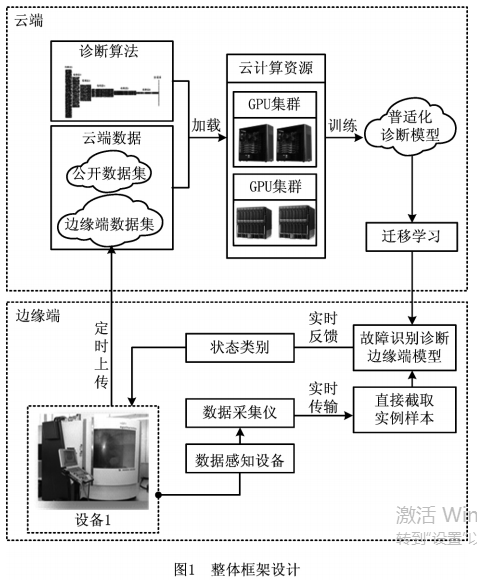 云端
诊断算法
云端数据
公开数据集
边缘端数据集
加载
云计算资源
GPU集群
GPU集群
训练
普适化
诊断模型
迁移学习
边缘端
定时上传
状态类别
实时
反馈
故障识别诊断
边缘端模型
数据采集仪
实时
传输
直接截取
实例样本
数据感知设备
设备1
激活 Win
转到"设置"以
图1 整体框架设计